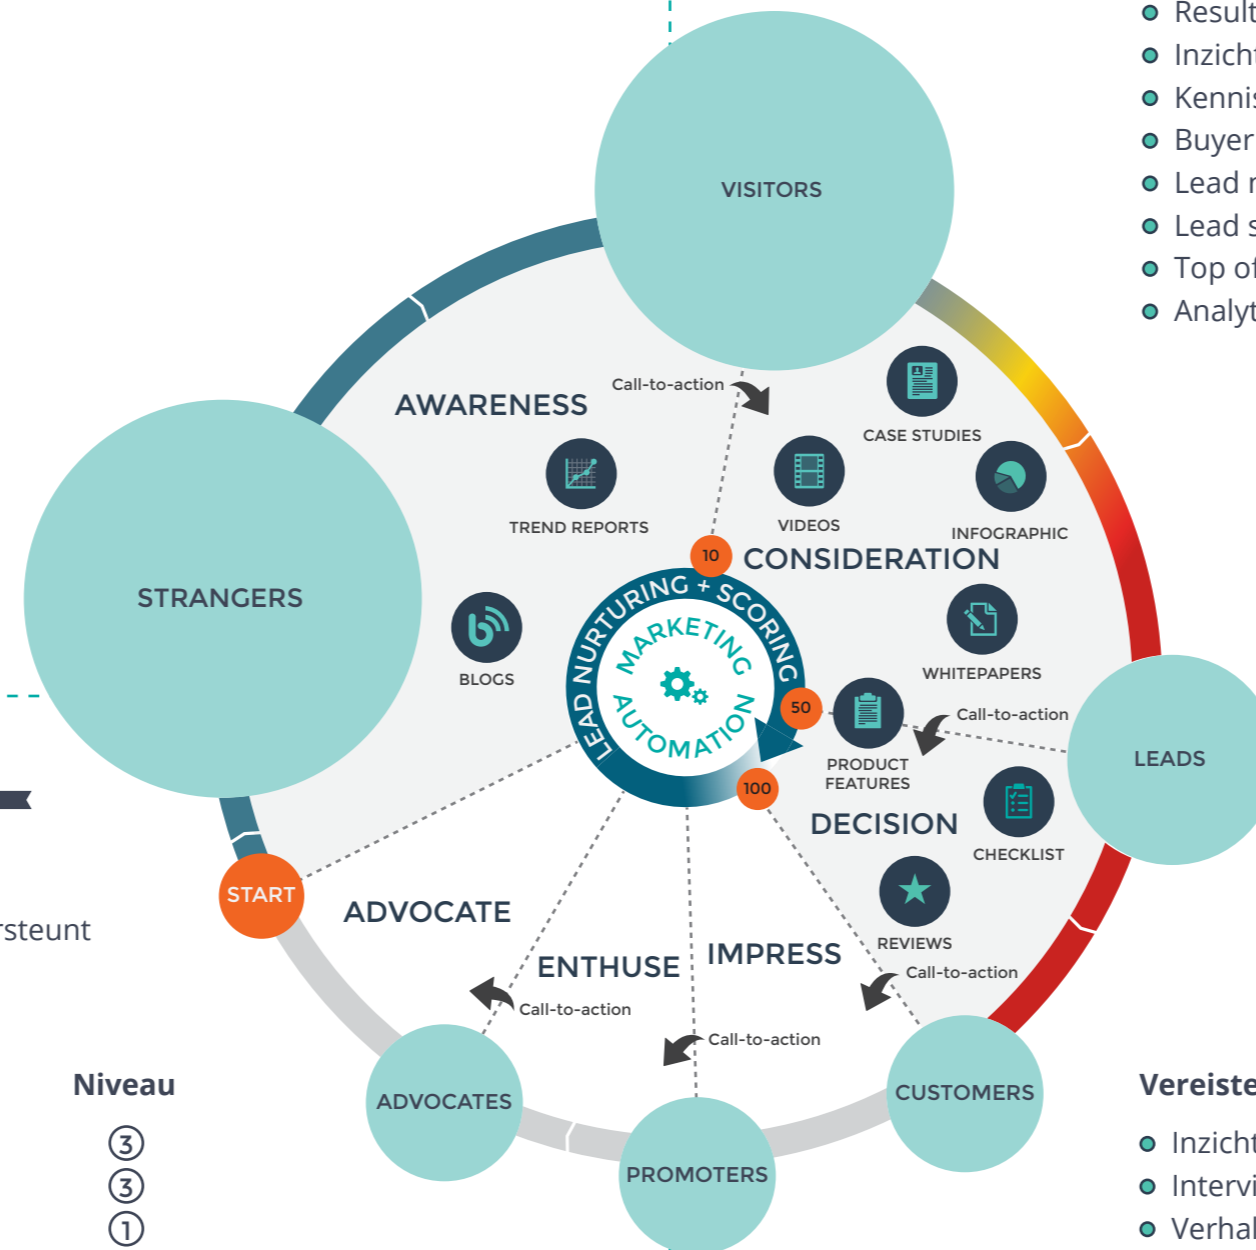 Result
Inzicht
Kennis
Buyer
Lead
Lead
Top of
Analyt
VISITORS
Call-to-action
AWARENESS
CASE STUDIES
TREND REPORTS
VIDEOS
INFOGRAPHIC
10
CONSIDERATION
STRANGERS
LEAD NURTURING + SCORING
MARKETING
AUTOMATION
BLOGS
WHITEPAPERS
50
Call-to-action
PRODUCT
FEATURES
LEADS
100
DECISION
CHECKLIST
START
ADVOCATE
REVIEWS
rsteunt
ENTHUSE
IMPRESS
Call-to-action
Call-to-action
Call-to-action
ADVOCATES
CUSTOMERS
PROMOTERS
Niveau
3
3
1
Vereiste
Inzicht
Intervi
Verhal